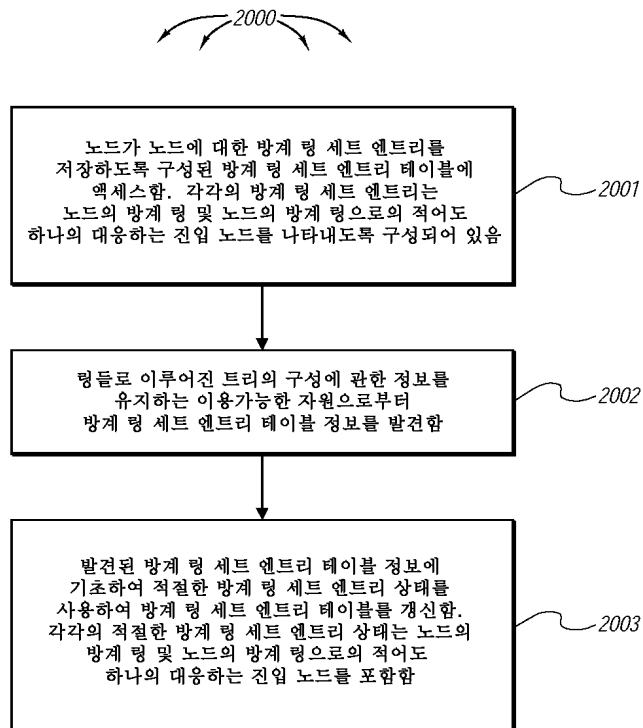 2000
노드가 노드에 대한 방계 링 세트 엔트리를
저장하도록 구성된 방계 링 세트 엔트리 테이블에
액세스함. 각각의 방계 링 세트 엔트리는
노드의 방계 링 및 노드의 방계 링으로의 적어도
하나의 대응하는 진입 노드를 나타내도록 구성되어 있음
2001
링들로 이루어진 트리의 구성에 관한 정보를
유지하는 이용가능한 자원으로부터
방계 링 세트 엔트리 테이블 정보를 발견함
2002
발견된 방계 링 세트 엔트리 테이블 정보에
기초하여 적절한 방계 링 세트 엔트리 상태를
사용하여 방계 링 세트 엔트리 테이블를 갱신함.
각각의 적절한 방계 링 세트 엔트리 상태는 노드의
방계 링 및 노드의 방계 링으로의 적어도
하나의 대응하는 진입 노드를 포함함
2003